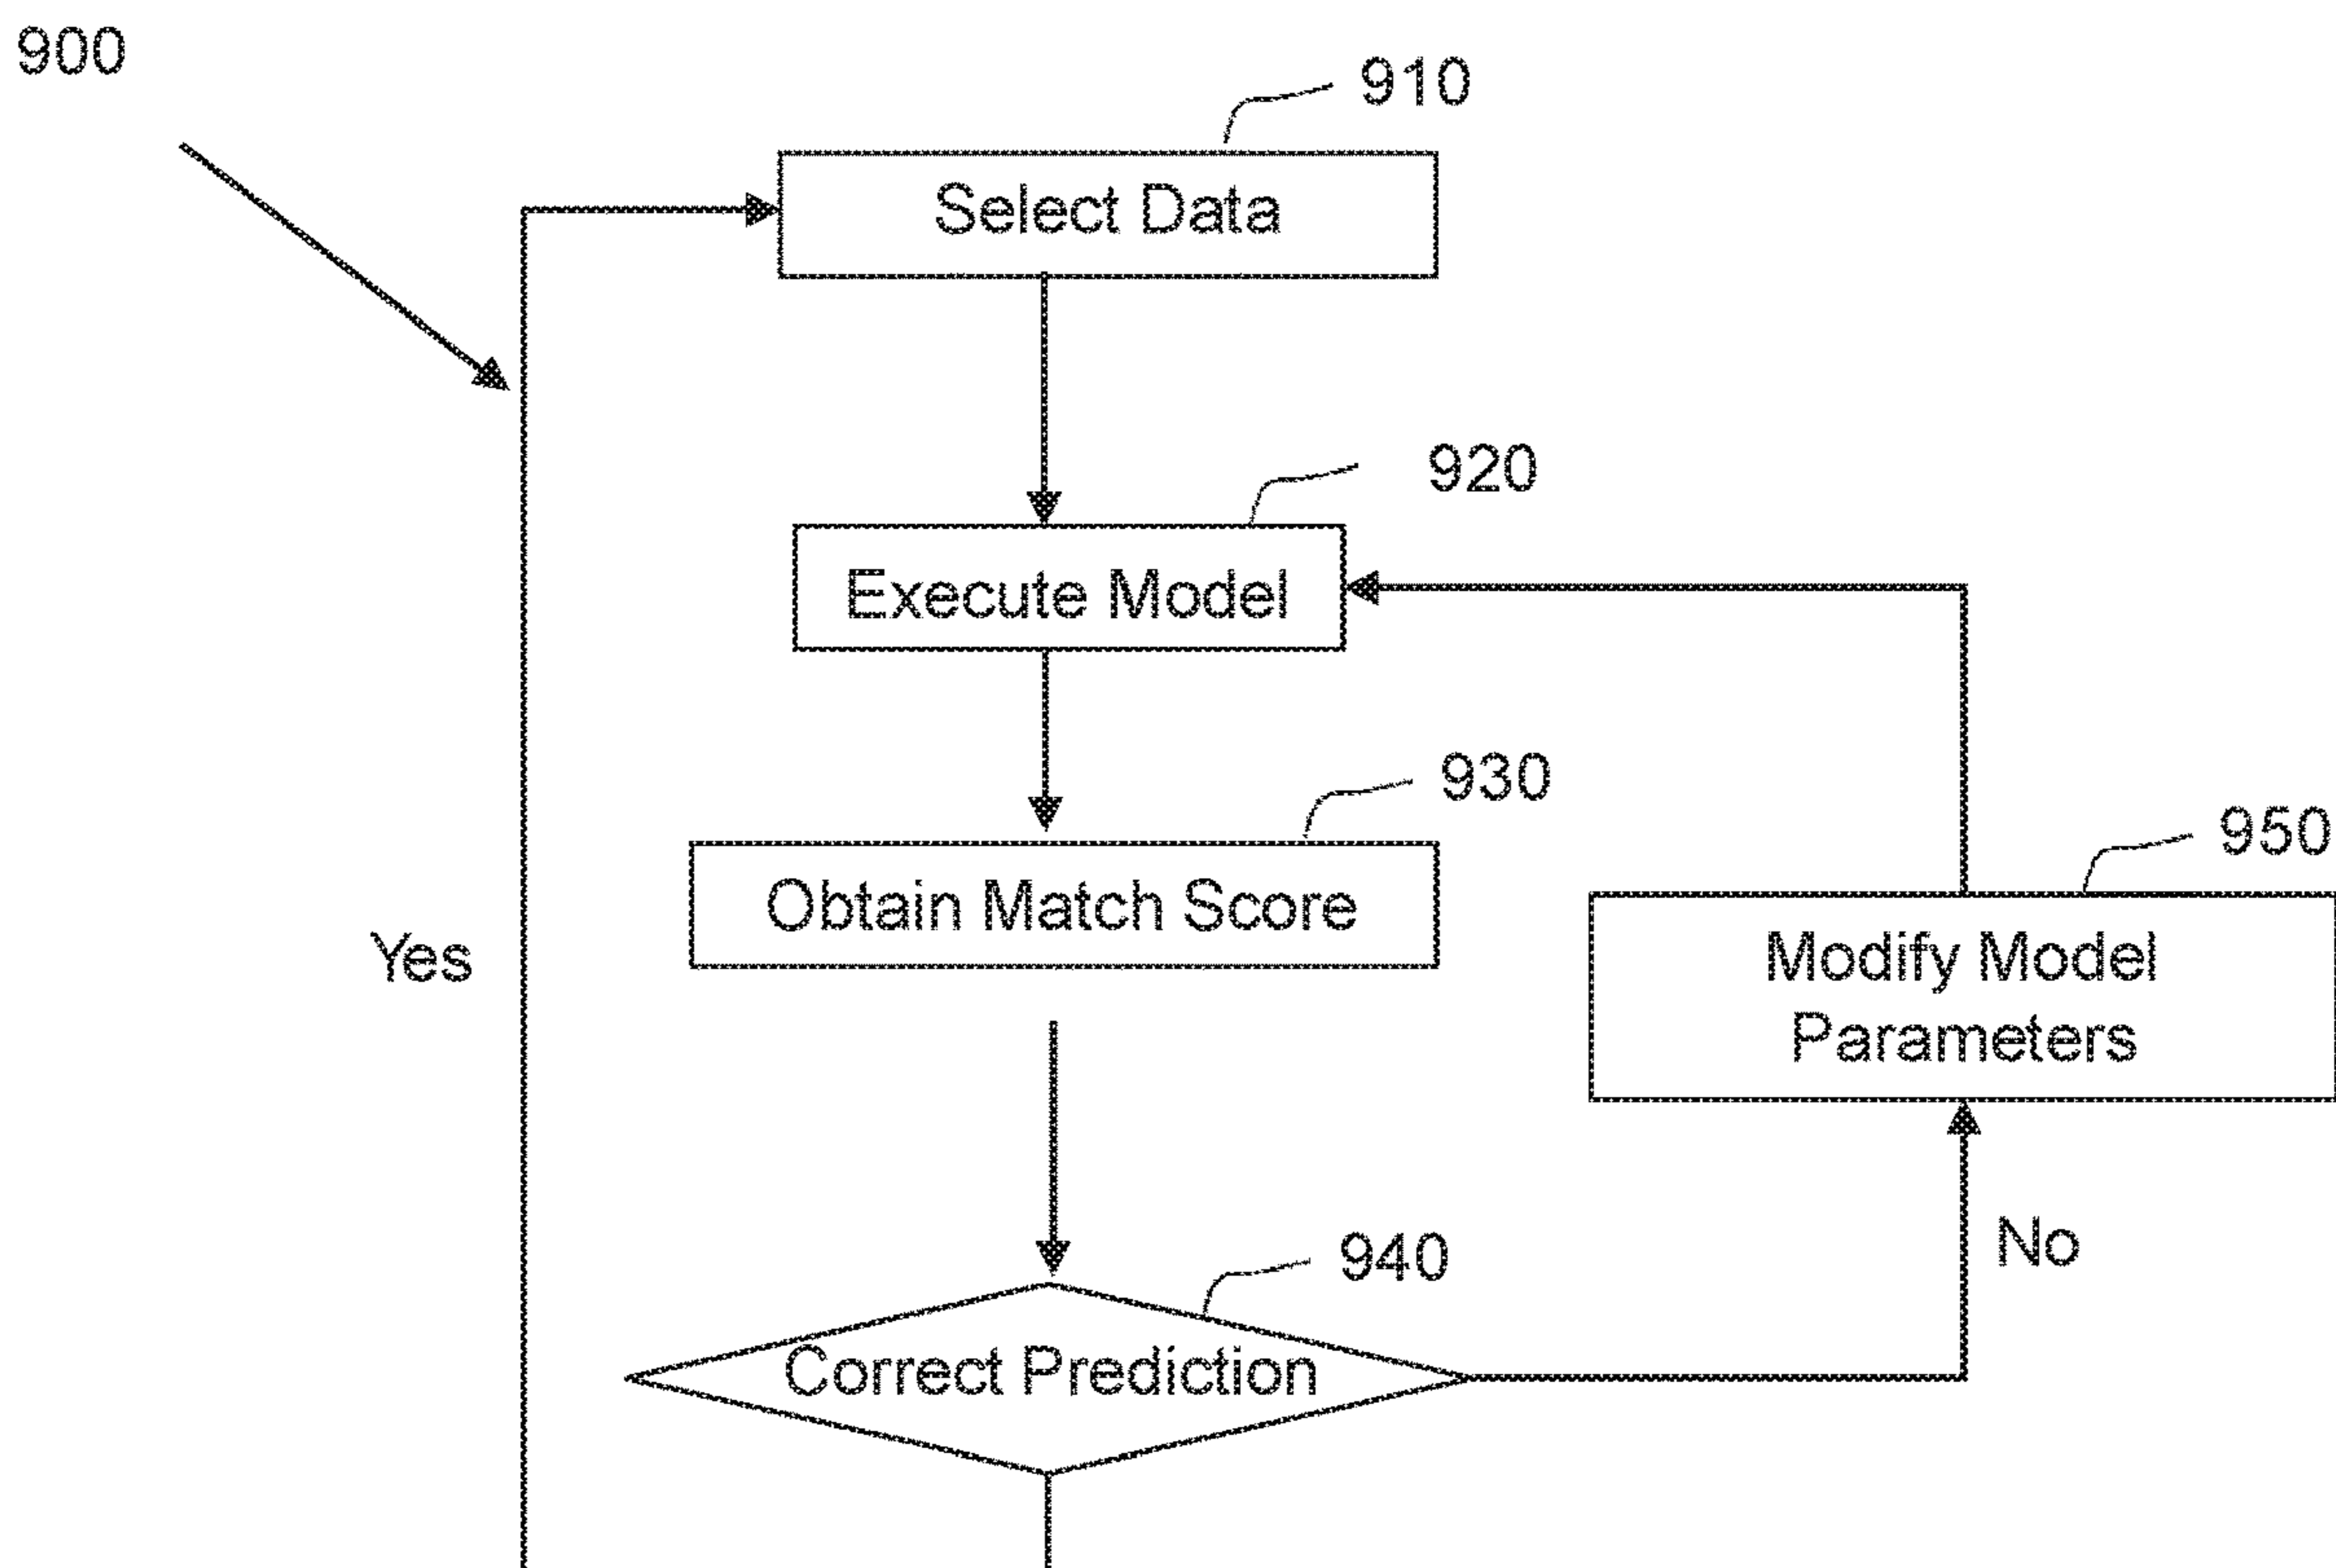 900
910
Select Data
920
Execute Model
930
Obtain Match Score
950
Modify Model
Parameters
Yes
No
940
Correct Prediction